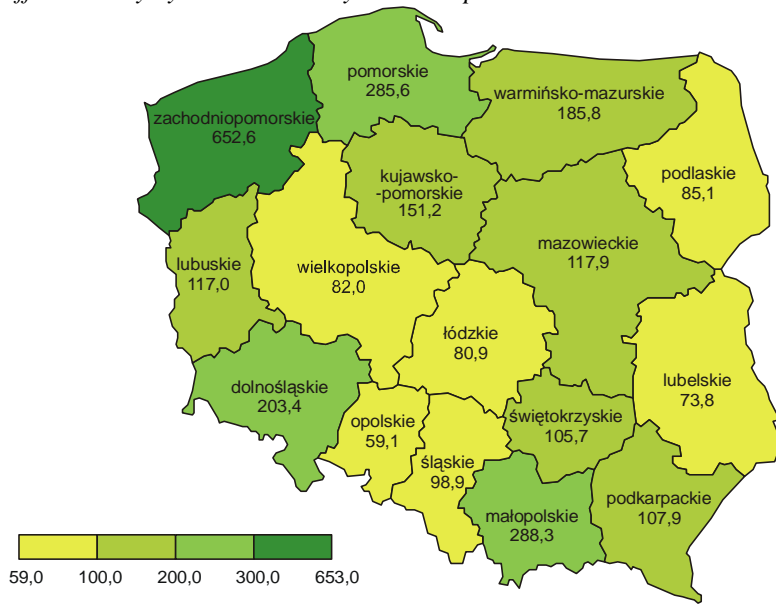 pomorskie
285,6
warmińsko-mazurskie
185,8
zachodniopomorskie
652,6
podlaskie
85,1
kujawsko-
-pomorskie
151,2
mazowieckie
117,9
lubuskie
117,0
wielkopolskie
82,0
łódzkie
80,9
lubelskie
73,8
dolnośląskie
203,4
opolskie
59,1
świętokrzyskie
105,7
śląskie
98,9
podkarpackie
107,9
małopolskie
288,3
59,0 100,0 200,0 300,0 653,0